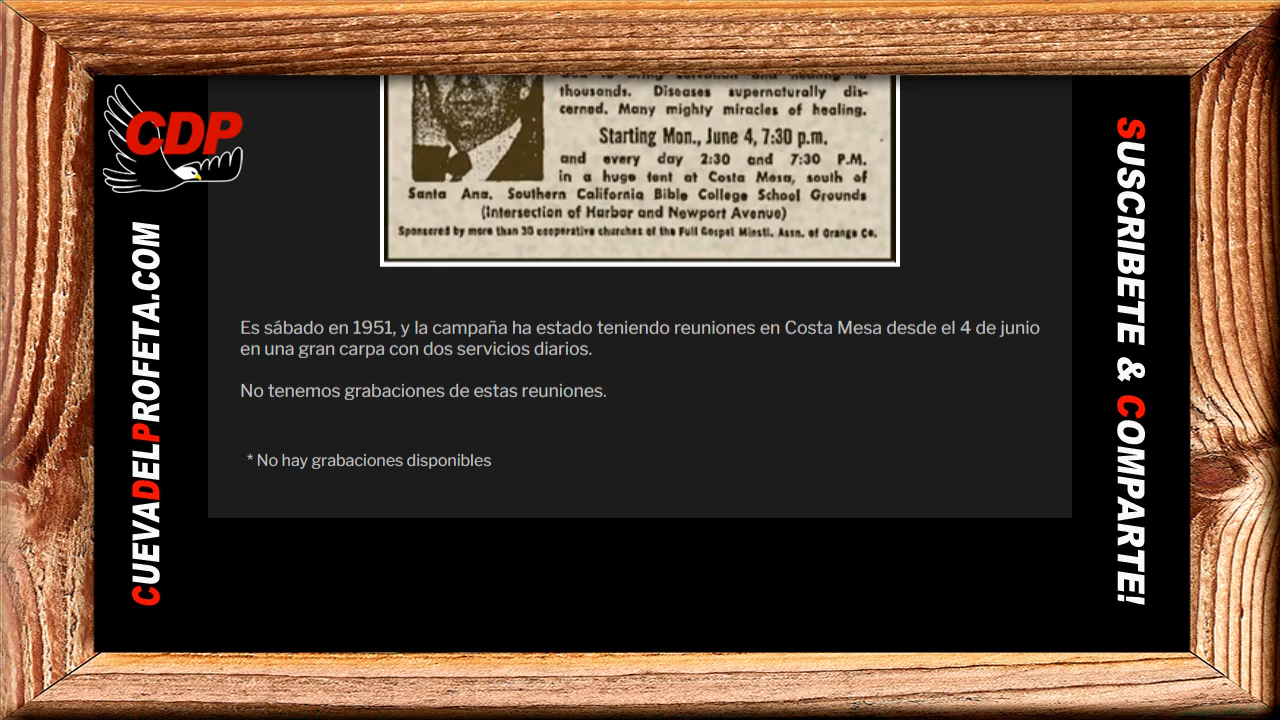 thousands. Diseases supernaturally dis-
cerned. Many mighty miracles of healing.
Starting Mon., June 4, 7:30 p.m.
and every day 2:30 and 7:30 P.M.
in a huge tent at Costa Mesa, south of
Santa Ana, Southern California Bible College School Grounds
(Intersection of Harbor and Newport Avenue)
Sponsored by more than 30 cooperative churches of the Full Gospel Minstl. Assn. of Orange Co.
Es sábado en 1951, y la campaña ha estado teniendo reuniones en Costa Mesa desde el 4 de junio
en una gran carpa con dos servicios diarios.
No tenemos grabaciones de estas reuniones.
* No hay grabaciones disponibles
CDP
CUEVADELPROFETA.COM
SUSCRIBETE & COMPARTE!